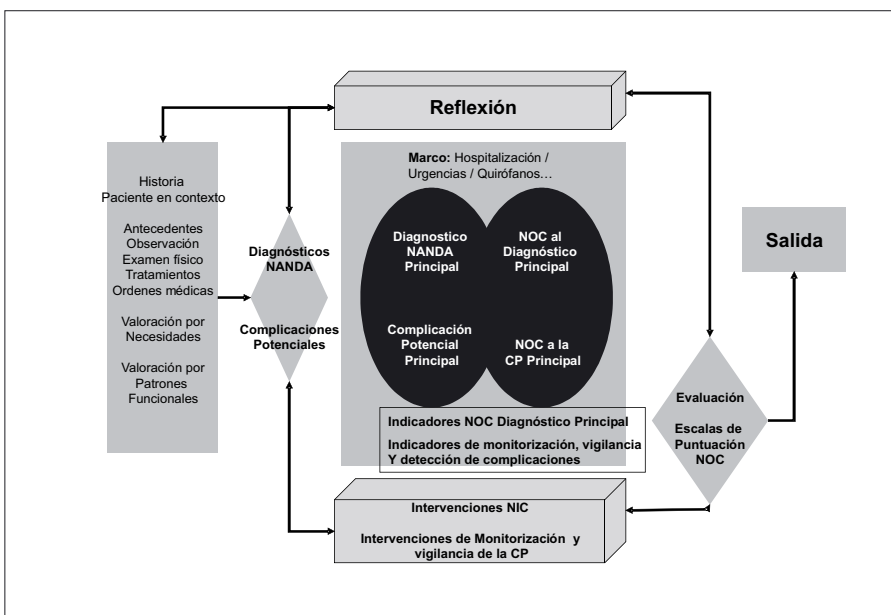 Reflexión
Historia
Paciente en contexto
Antecedentes
Observación
Examen físico
Tratamientos
Ordenes médicas
Valoración por
Necesidades
Valoración por
Patrones
Funcionales
Diagnósticos
NANDA
Complicaciones
Potenciales
Marco: Hospitalización /
Urgencias / Quirófanos…
Diagnostico
NANDA
Principal
NOC al
Diagnóstico
Principal
Complicación
Potencial
Principal
NOC a la
CP Principal
Indicadores NOC Diagnóstico Principal
Indicadores de monitorización, vigilancia
Y detección de complicaciones
Intervenciones NIC
Intervenciones de Monitorización y
vigilancia de la CP
Evaluación
Escalas de
Puntuación
NOC
Salida